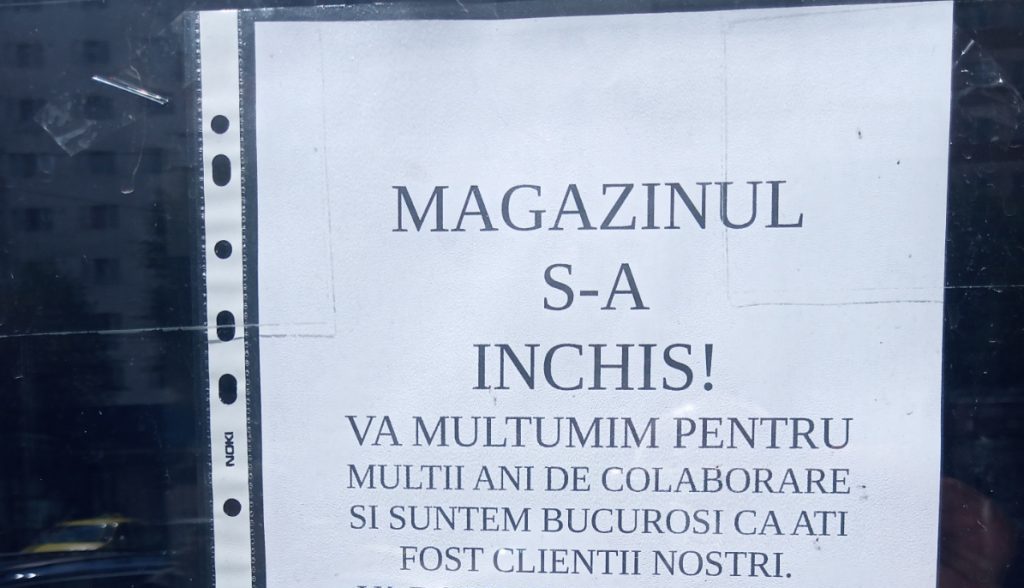 MAGAZINUL
S-A
INCHIS!
VA MULTUMIM PENTRU
MULTII ANI DE COLABORARE
SI SUNTEM BUCUROSI CA ATI
FOST CLIENTII NOSTRI.
NOKI